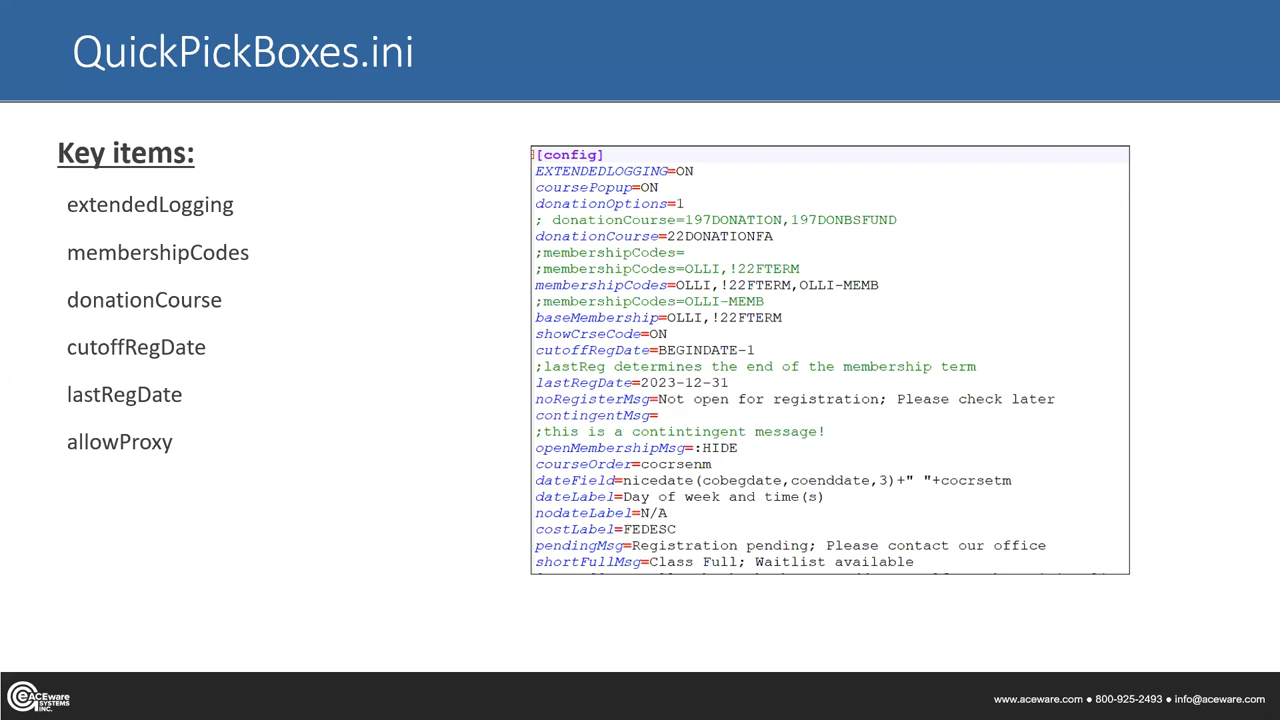 QuickPickBoxes.ini
Key items:
extendedLogging
membershipCodes
donationCourse
cutoffRegDate
lastRegDate
allowProxy
[config]
EXTENDEDLOGGING=ON
coursePopup=ON
donationOptions=1
; donationCourse=197DONATION,197DONBSFUND
donationCourse=22DONATIONFA
;membershipCodes=
;membershipCodes=OLLI,!22FTERM
membershipCodes=OLLI,!22FTERM,OLLI-MEMB
;membershipCodes=OLLI-MEMB
baseMembership=OLLI,!22FTERM
showCrseCode=ON
cutoffRegDate=BEGINDATE-1
;lastReg determines the end of the membership term
lastRegDate=2023-12-31
noRegisterMsg=Not open for registration; Please check later
contingentMsg=
;this is a contintingent message!
openMembershipMsg=:HIDE
courseOrder=cocrsenm
dateField=nicedate(cobegdate,coenddate,3)+" "+cocrsetm
dateLabel=Day of week and time(s)
nodateLabel=N/A
costLabel=FEDESC
pendingMsg=Registration pending; Please contact our office
shortFullMsg=Class Full; Waitlist available
ACEware
SYSTEMS
INC.
www.aceware.com ● 800-925-2493 ● info@aceware.com